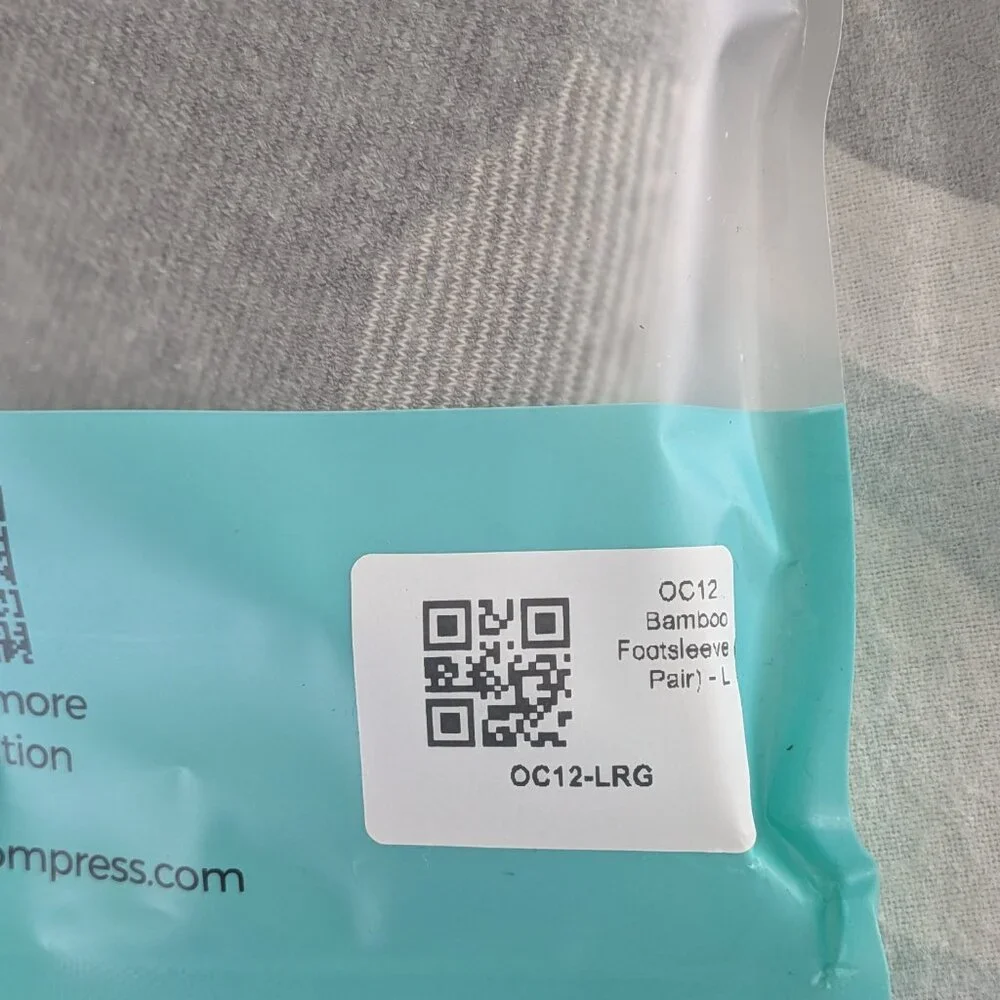 OC12
Bamboo
Footsleeve
Pair) - L
OC12-LRG
more
tion
ompress.com